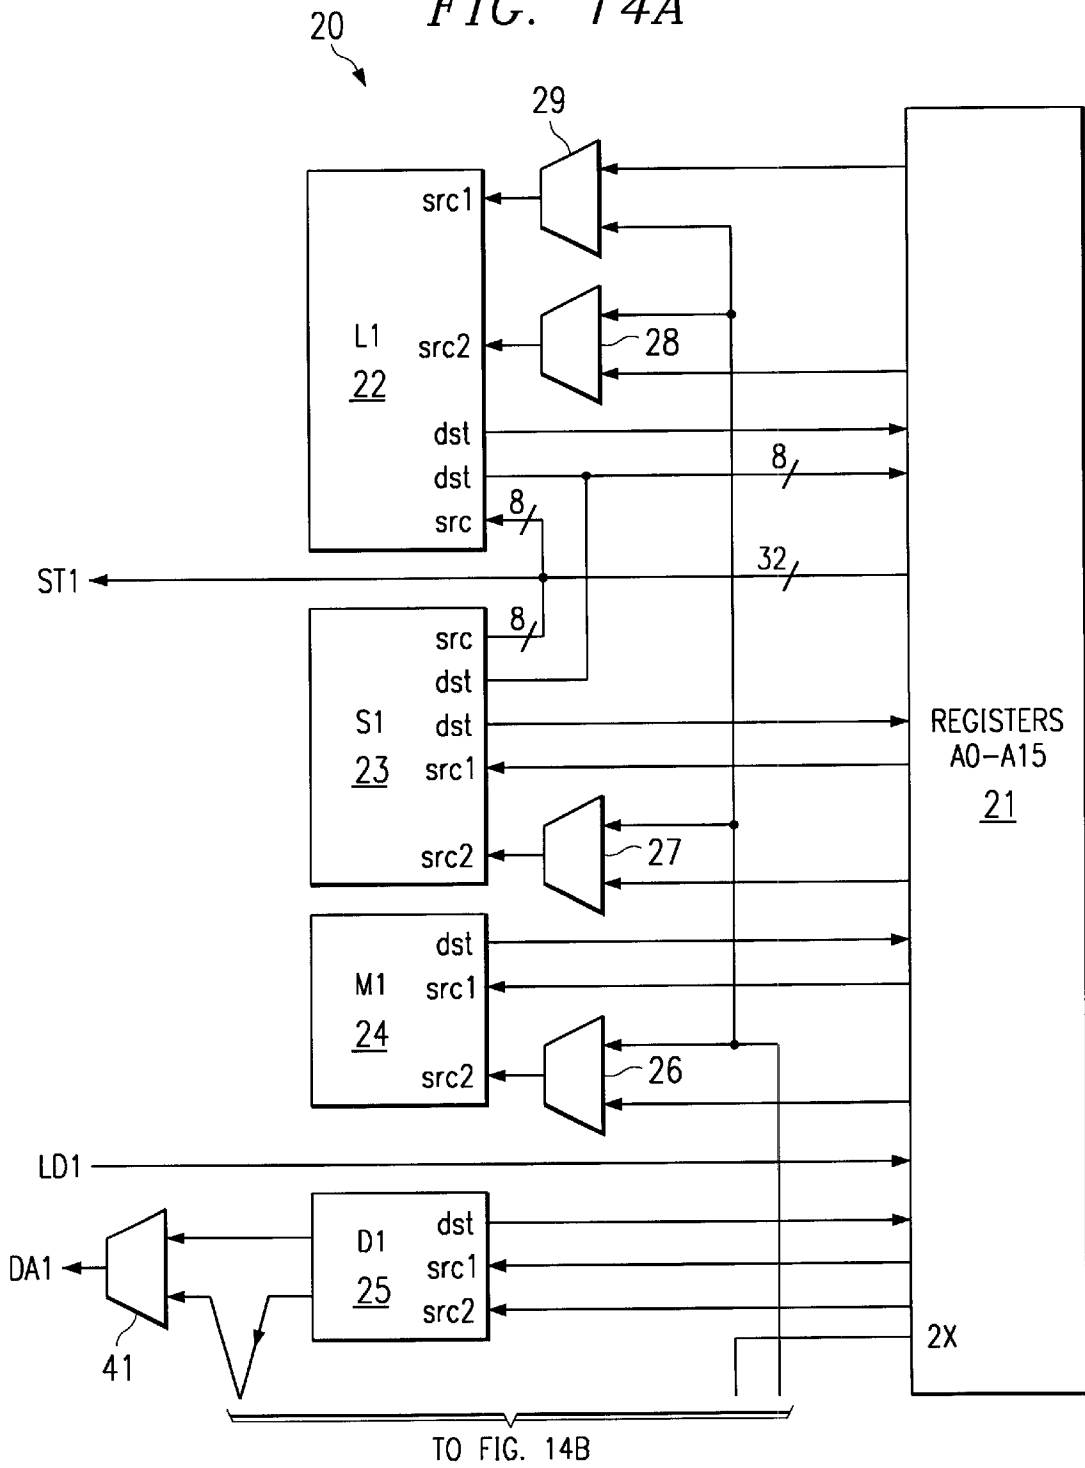 FIG. 14A
20
29
src1
L1
22
src2
28
dst
dst
8
8
src
ST1
32
8
src
dst
S1
23
dst
src1
src2
27
REGISTERS
A0-A15
21
dst
M1
24
src1
src2
26
LD1
dst
D1
25
src1
src2
DA1
41
2X
TO FIG. 14B